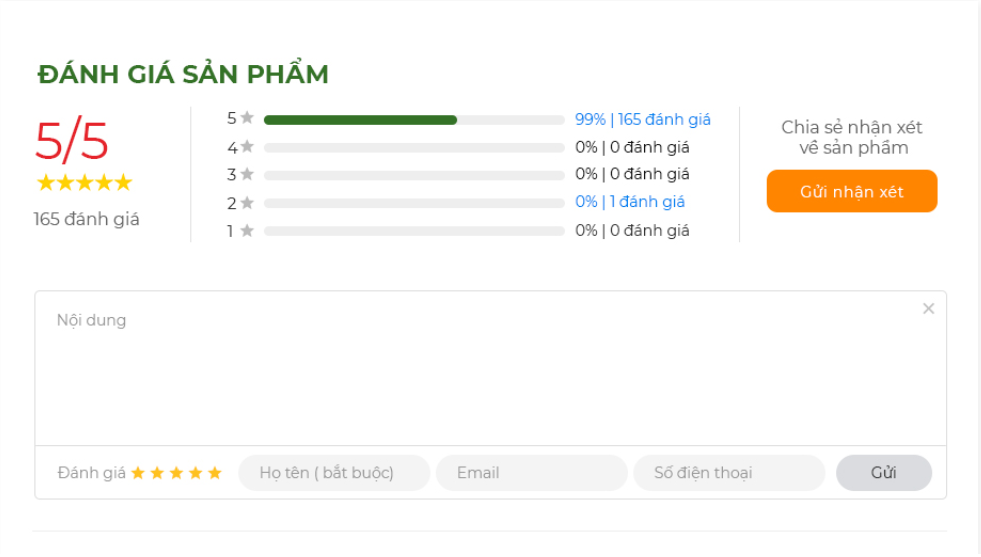 ĐÁNH GIÁ SẢN PHẨM
5/5
165 đánh giá
5 99% | 165 đánh giá
4 0% | 0 đánh giá
3 0% | 0 đánh giá
2 0% | 1 đánh giá
1 0% | 0 đánh giá
Chia sẻ nhận xét
về sản phẩm
Gửi nhận xét
Nội dung
Đánh giá Họ tên ( bắt buộc) Email Số điện thoại Gửi